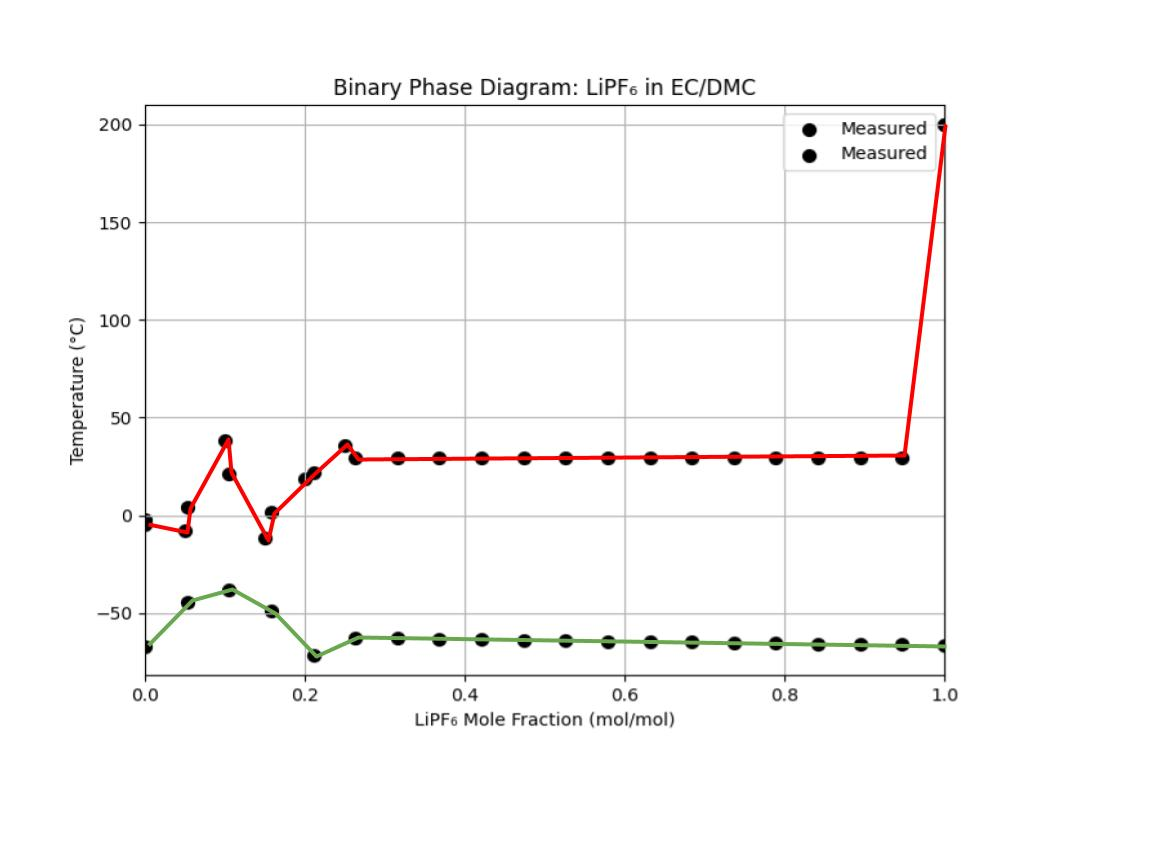 Binary Phase Diagram: LiPF₆ in EC/DMC
Measured
Measured
Temperature (°C)
200
150
100
50
0
−50
0.0 0.2 0.4 0.6 0.8 1.0
LiPF₆ Mole Fraction (mol/mol)